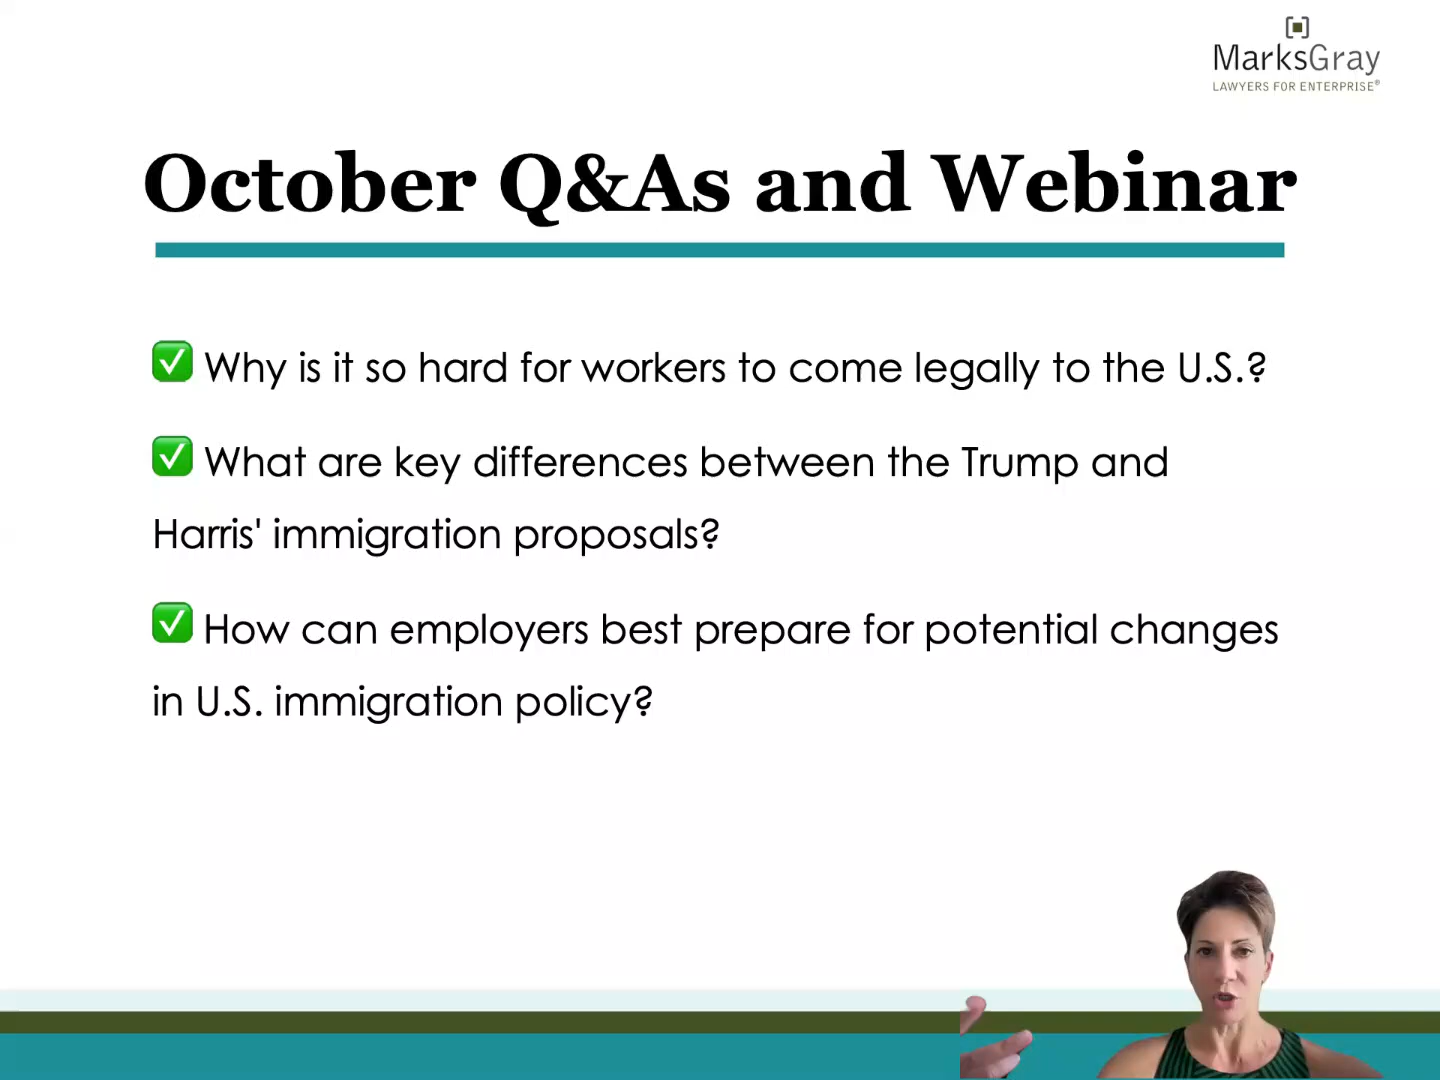 MarksGray
LAWYERS FOR ENTERPRISE®
October Q&As and Webinar
✅ Why is it so hard for workers to come legally to the U.S.?
✅ What are key differences between the Trump and
Harris' immigration proposals?
✅ How can employers best prepare for potential changes
in U.S. immigration policy?